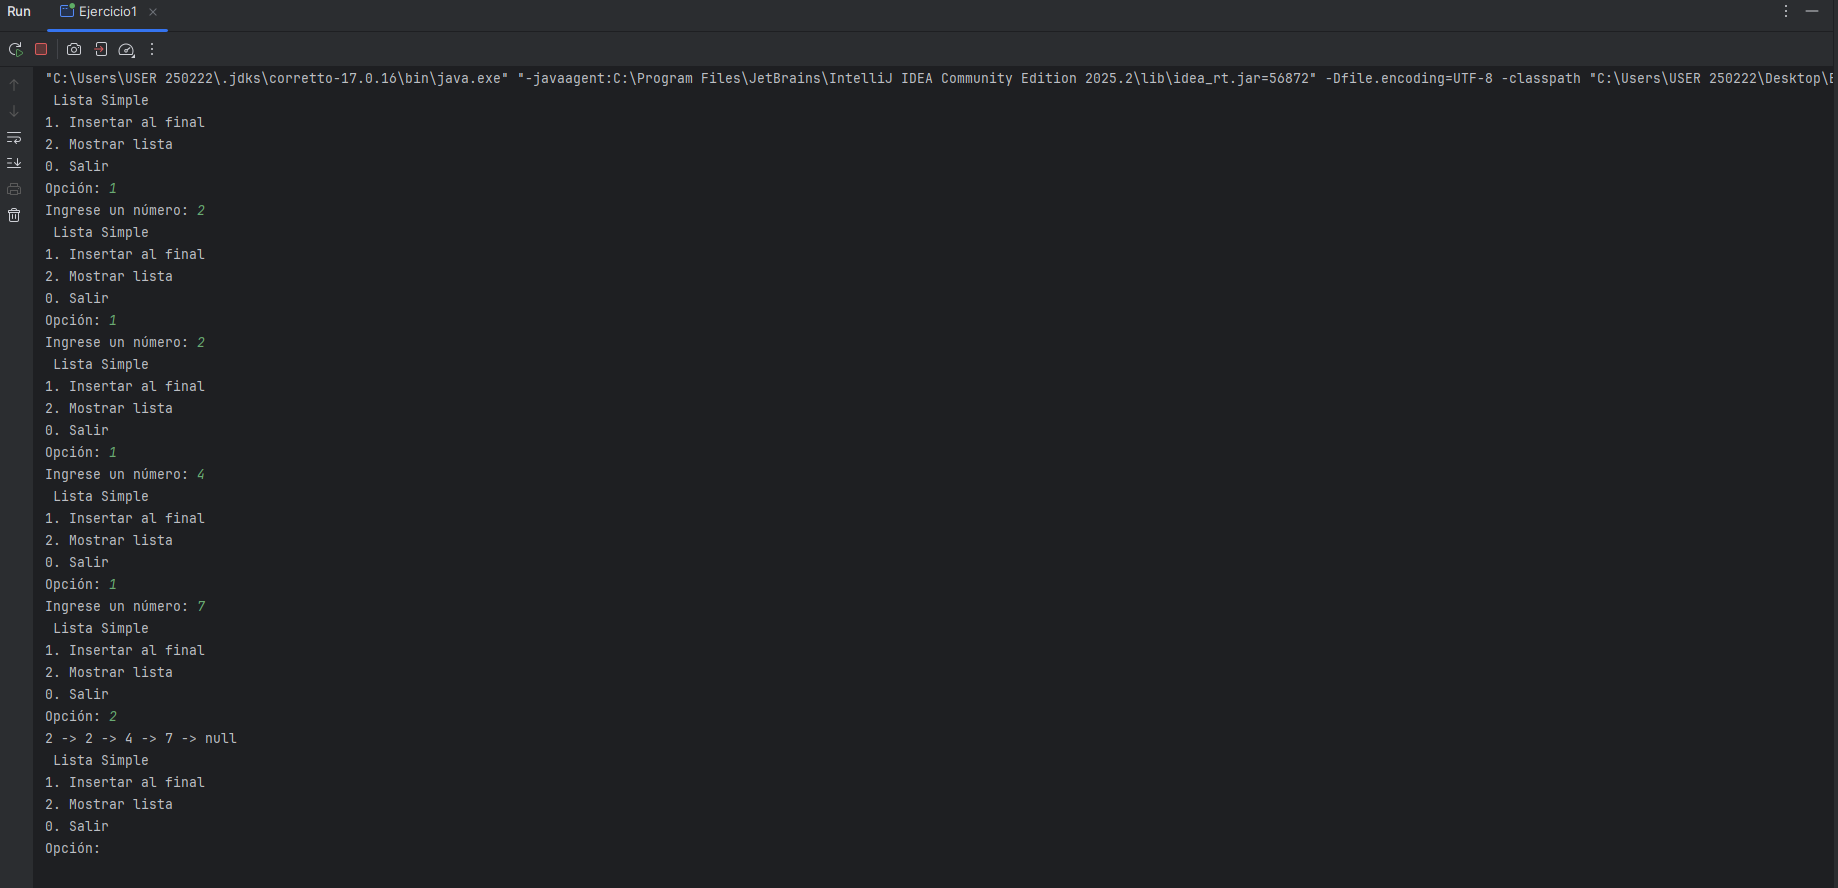 Run Ejercicio1
"C:\Users\USER 250222\.jdks\corretto-17.0.16\bin\java.exe" "-javaagent:C:\Program Files\JetBrains\IntelliJ IDEA Community Edition 2025.2\lib\idea_rt.jar=56872" -Dfile.encoding=UTF-8 -classpath "C:\Users\USER 250222\Desktop\E
Lista Simple
1. Insertar al final
2. Mostrar lista
0. Salir
Opción: 1
Ingrese un número: 2
Lista Simple
1. Insertar al final
2. Mostrar lista
0. Salir
Opción: 1
Ingrese un número: 2
Lista Simple
1. Insertar al final
2. Mostrar lista
0. Salir
Opción: 1
Ingrese un número: 4
Lista Simple
1. Insertar al final
2. Mostrar lista
0. Salir
Opción: 1
Ingrese un número: 7
Lista Simple
1. Insertar al final
2. Mostrar lista
0. Salir
Opción: 2
2 -> 2 -> 4 -> 7 -> null
Lista Simple
1. Insertar al final
2. Mostrar lista
0. Salir
Opción: